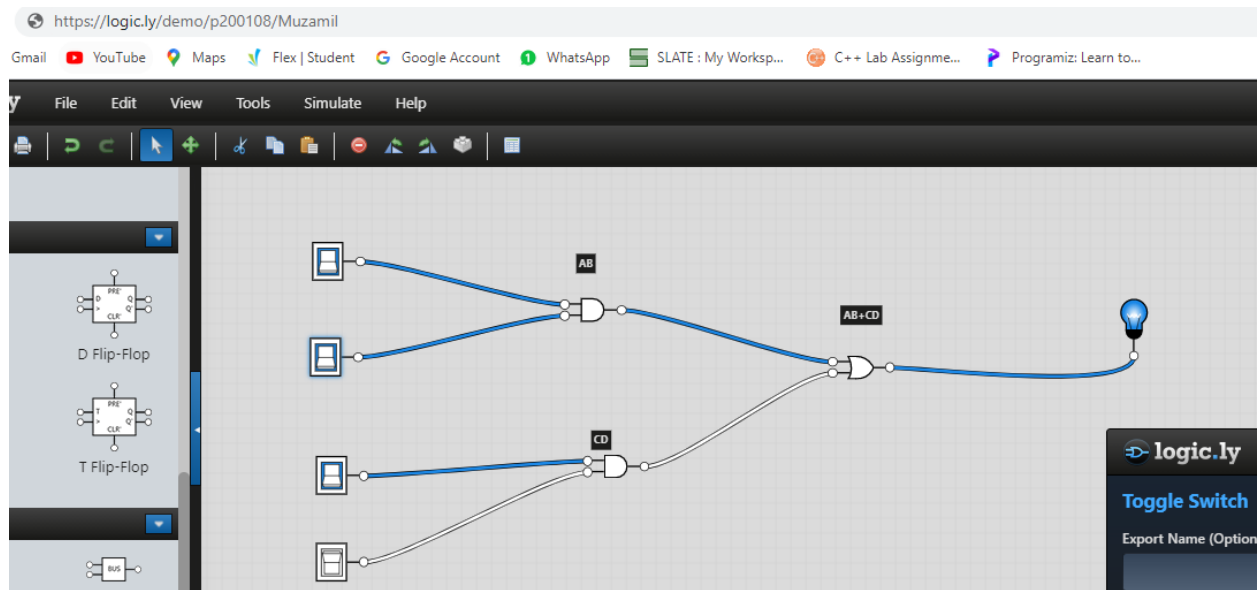 https://logic.ly/demo/p200108/Muzamil
Gmail YouTube Maps Flex | Student Google Account 1 WhatsApp SLATE : My Worksp... C++ Lab Assignme... Programiz: Learn to...
y File Edit View Tools Simulate Help
AB
PRE'
D Q
> Q'
CLR'
D Flip-Flop
AB+CD
PRE'
T Q
> Q'
CLR'
T Flip-Flop
CD
logic.ly
Toggle Switch
Export Name (Option
BUS